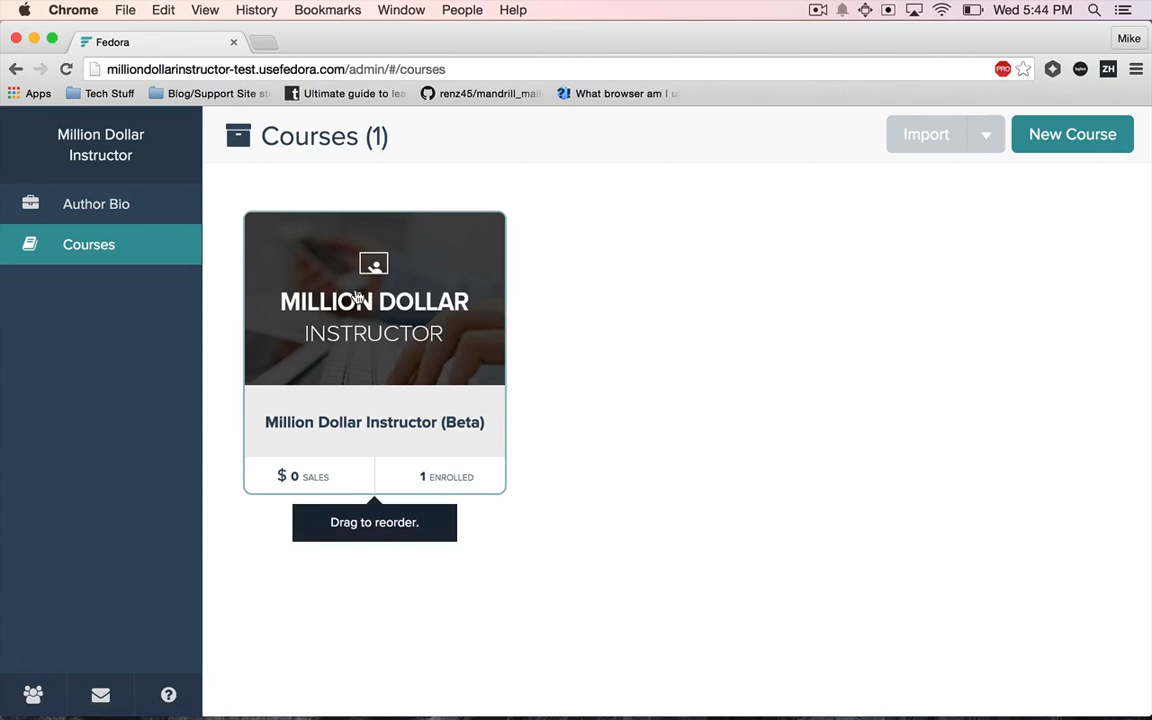 Chrome File Edit View History Bookmarks Window People Help Wed 5:44 PM
Fedora Mike
milliondollarinstructor-test.usefedora.com/admin/#/courses PRO ZH
Apps Tech Stuff Blog/Support Site st Ultimate guide to lea renz45/mandrill_mail What browser am I u
Million Dollar
Instructor
Author Bio
Courses
Courses (1)
Import New Course
MILLION DOLLAR
INSTRUCTOR
Million Dollar Instructor (Beta)
$ 0 SALES 1 ENROLLED
Drag to reorder.